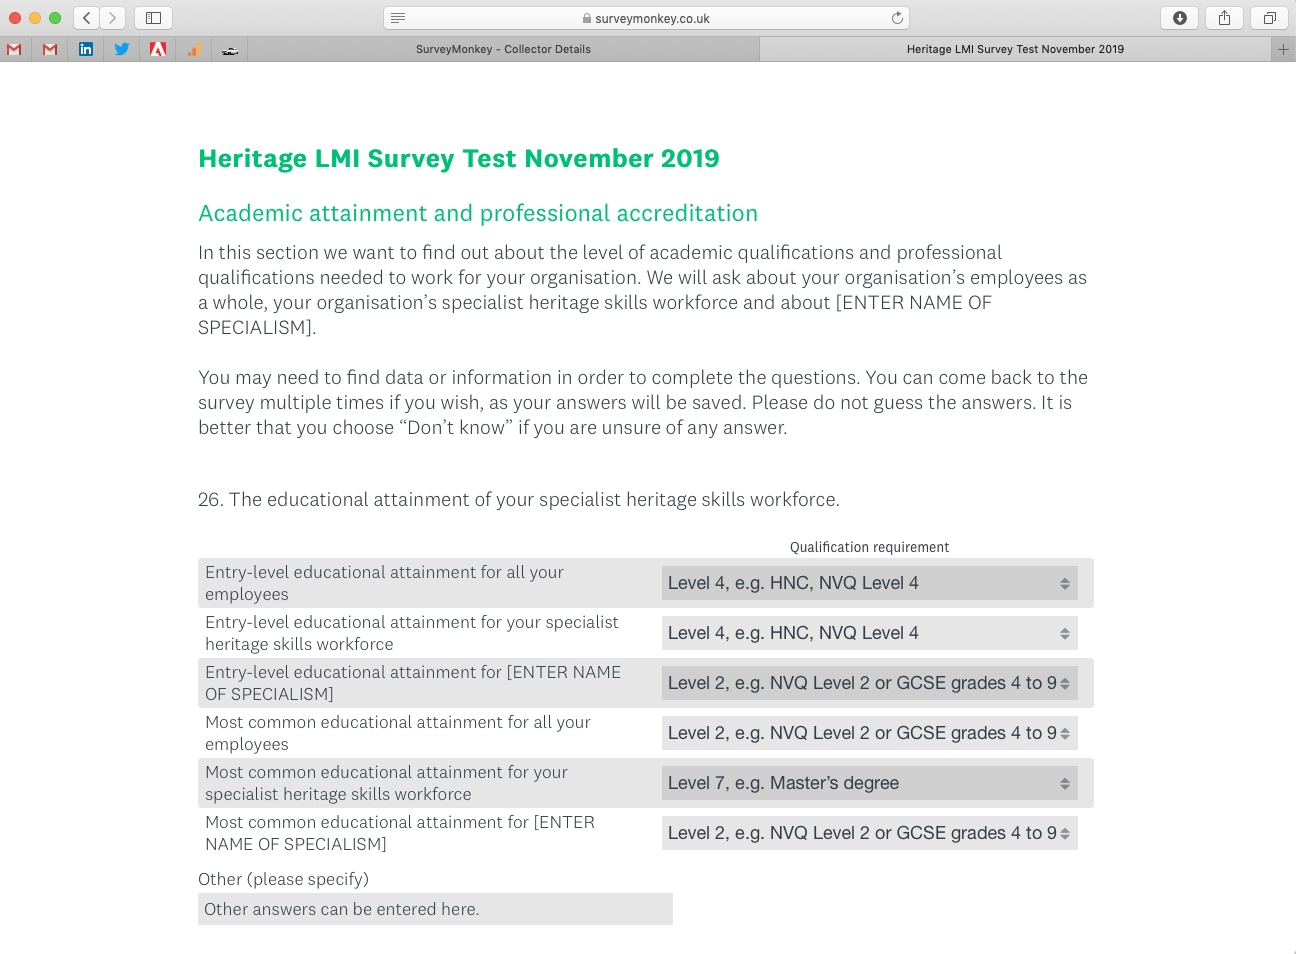 surveymonkey.co.uk
SurveyMonkey - Collector Details
Heritage LMI Survey Test November 2019
Heritage LMI Survey Test November 2019
Academic attainment and professional accreditation
In this section we want to find out about the level of academic qualifications and professional
qualifications needed to work for your organisation. We will ask about your organisation’s employees as
a whole, your organisation’s specialist heritage skills workforce and about [ENTER NAME OF
SPECIALISM].
You may need to find data or information in order to complete the questions. You can come back to the
survey multiple times if you wish, as your answers will be saved. Please do not guess the answers. It is
better that you choose “Don’t know” if you are unsure of any answer.
26. The educational attainment of your specialist heritage skills workforce.
Qualification requirement
Entry-level educational attainment for all your
employees
Level 4, e.g. HNC, NVQ Level 4
Entry-level educational attainment for your specialist
heritage skills workforce
Level 4, e.g. HNC, NVQ Level 4
Entry-level educational attainment for [ENTER NAME
OF SPECIALISM]
Level 2, e.g. NVQ Level 2 or GCSE grades 4 to 9
Most common educational attainment for all your
employees
Level 2, e.g. NVQ Level 2 or GCSE grades 4 to 9
Most common educational attainment for your
specialist heritage skills workforce
Level 7, e.g. Master’s degree
Most common educational attainment for [ENTER
NAME OF SPECIALISM]
Level 2, e.g. NVQ Level 2 or GCSE grades 4 to 9
Other (please specify)
Other answers can be entered here.